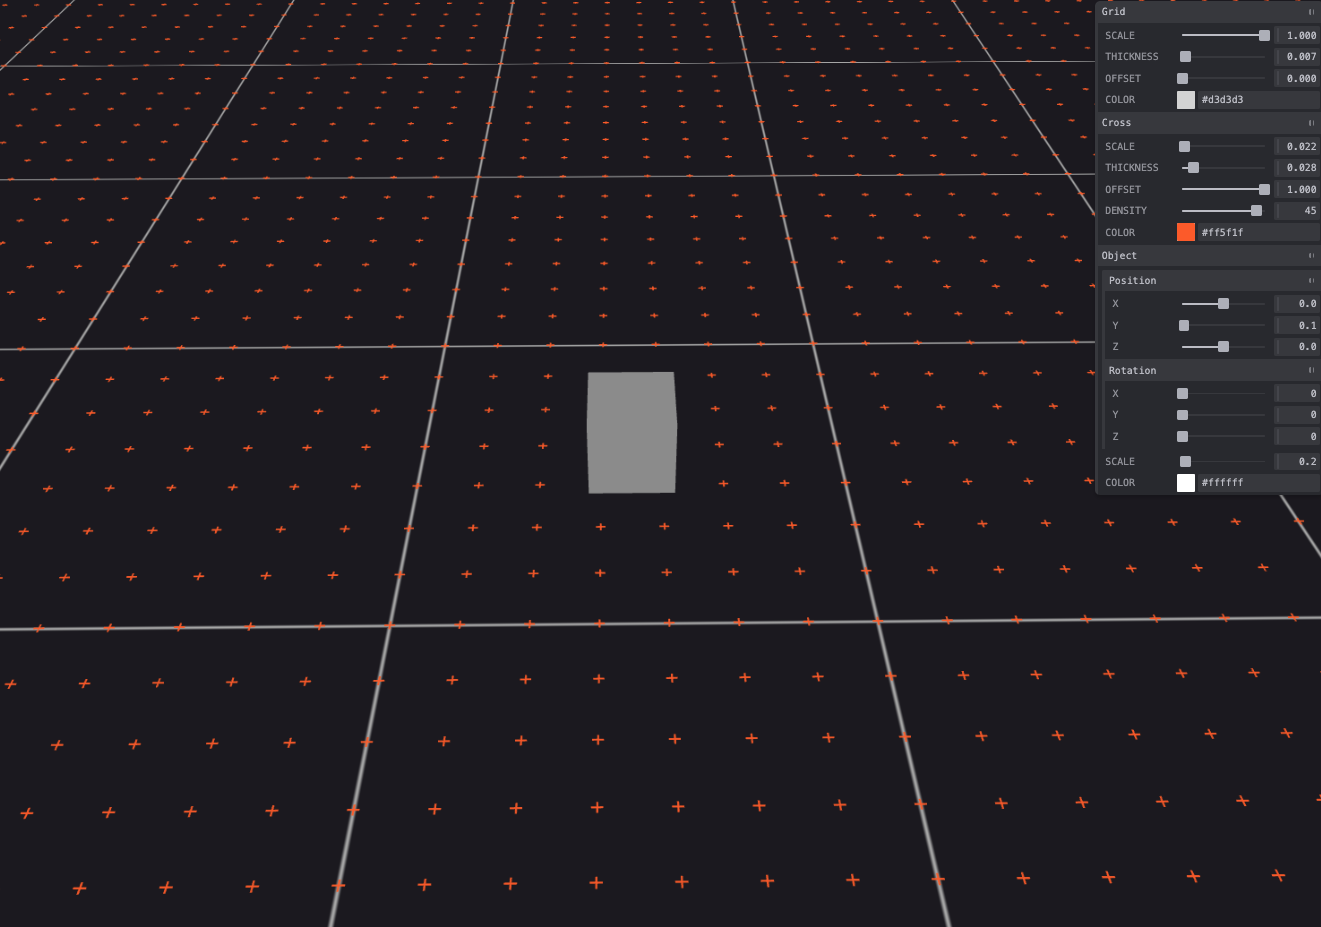 Grid
SCALE 1.000
THICKNESS 0.007
OFFSET 0.000
COLOR #d3d3d3
Cross
SCALE 0.022
THICKNESS 0.028
OFFSET 1.000
DENSITY 45
COLOR #ff5f1f
Object
Position
X 0.0
Y 0.1
Z 0.0
Rotation
X 0
Y 0
Z 0
SCALE 0.2
COLOR #ffffff